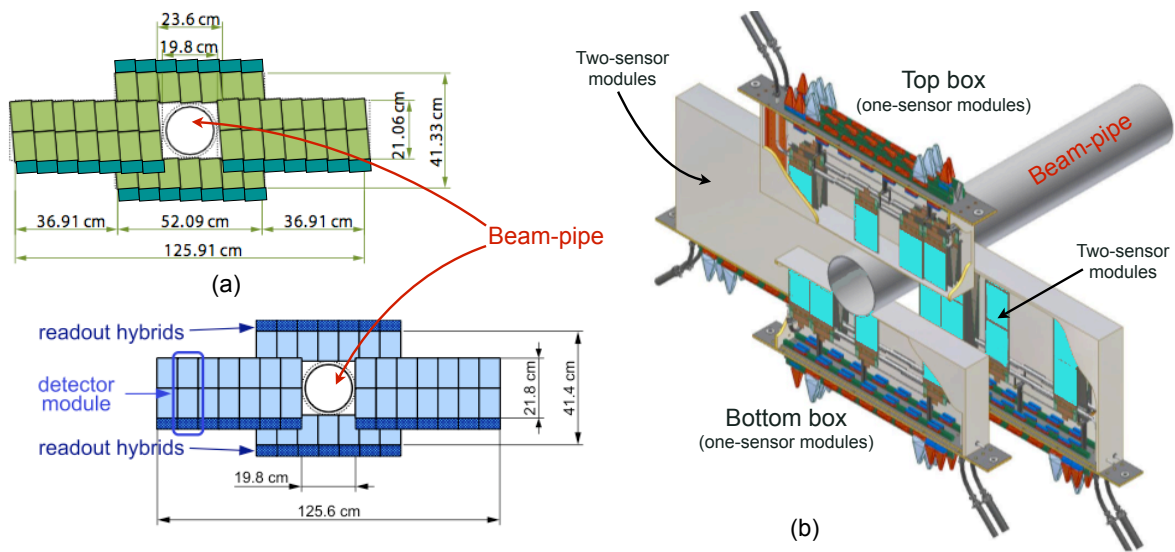 23.6 cm
19.8 cm
21.06 cm
41.33 cm
36.91 cm
52.09 cm
36.91 cm
125.91 cm
(a)
Beam-pipe
readout hybrids
detector
module
readout hybrids
21.8 cm
41.4 cm
19.8 cm
125.6 cm
(b)
Two-sensor
modules
Top box
(one-sensor modules)
Beam-pipe
Two-sensor
modules
Bottom box
(one-sensor modules)